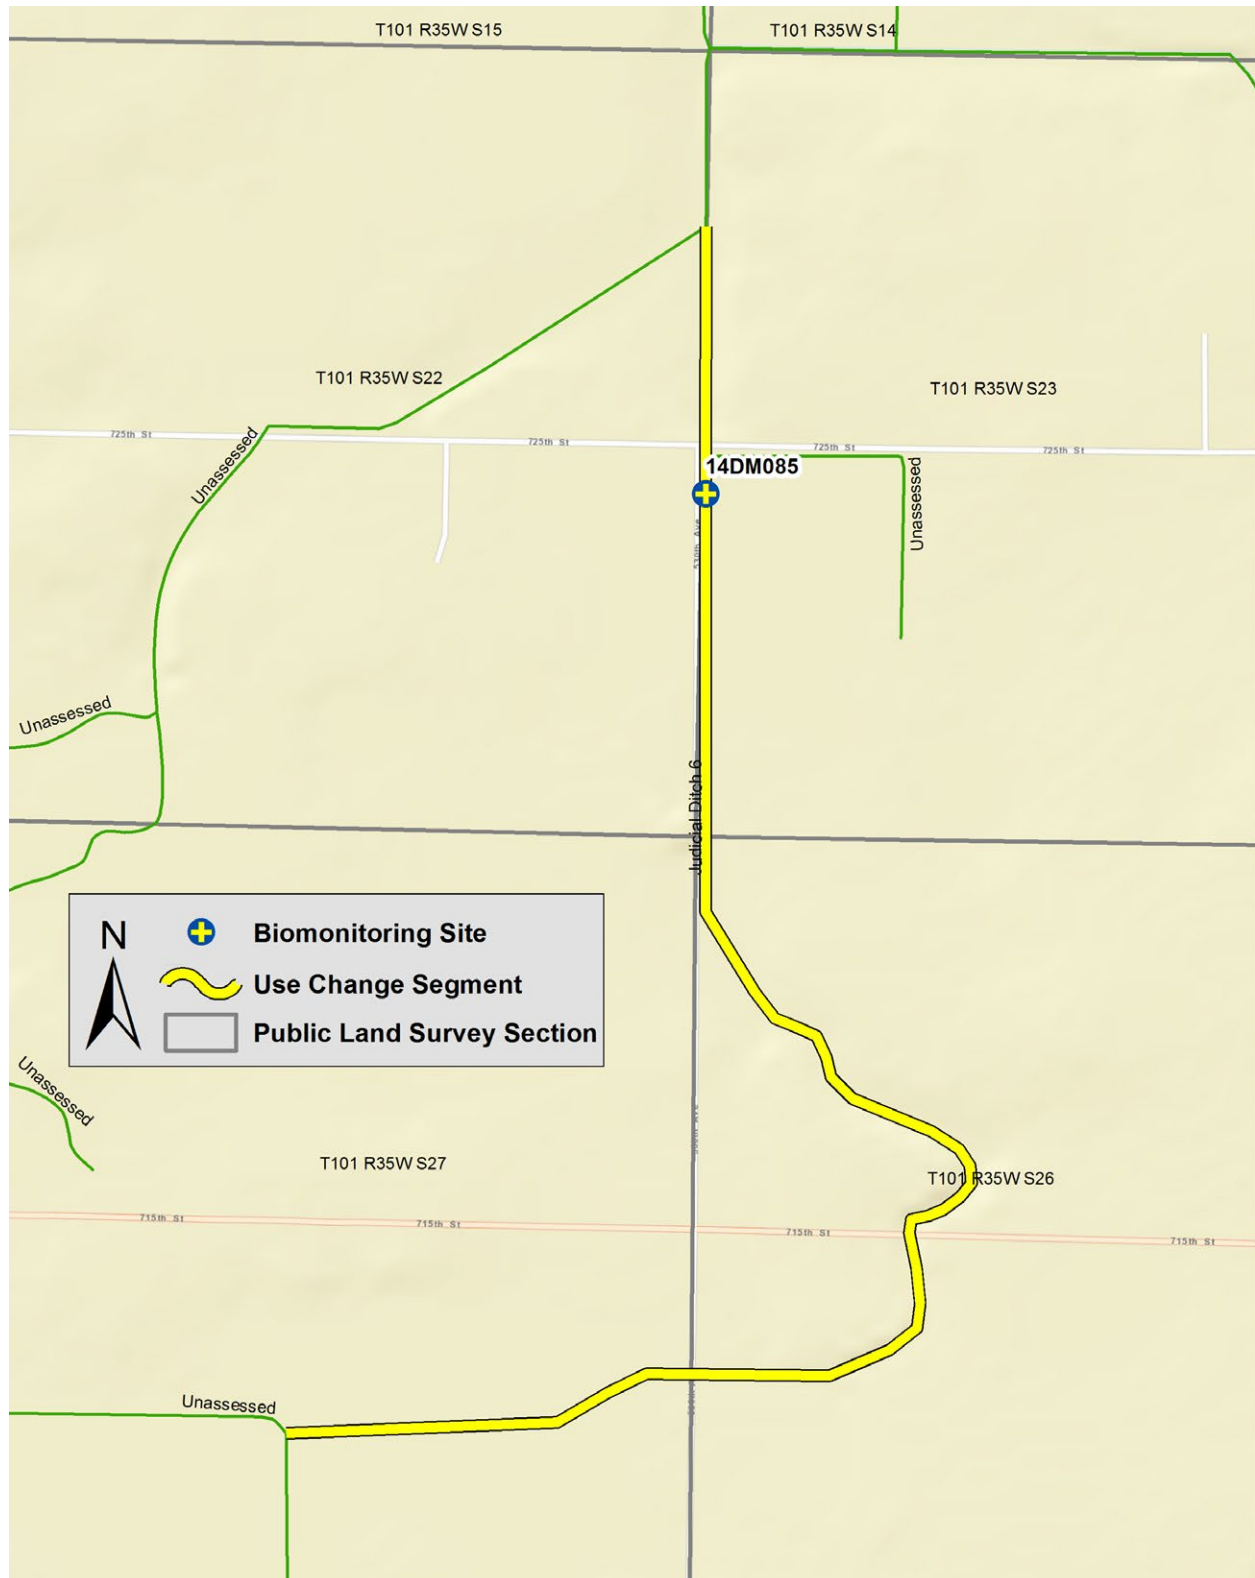 T101 R35W S15
T101 R35W S14
T101 R35W S22
T101 R35W S23
725th St
725th St
725th St
725th St
Unassessed
14DM085
Unassessed
530th Ave
Unassessed
Judicial Ditch 6
N
Biomonitoring Site
Use Change Segment
Public Land Survey Section
Unassessed
T101 R35W S27
T101 R35W S26
715th St
715th St
715th St
715th St
Unassessed